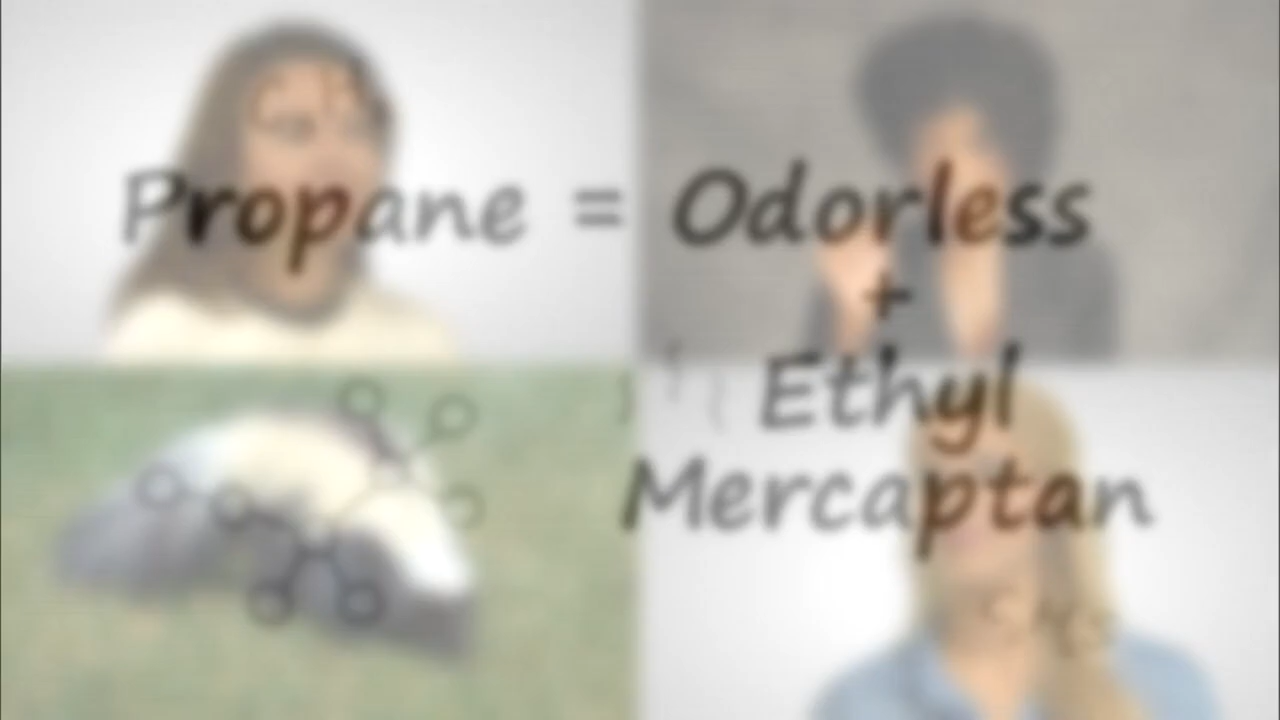 Propane = Odorless
+
Ethyl
Mercaptan